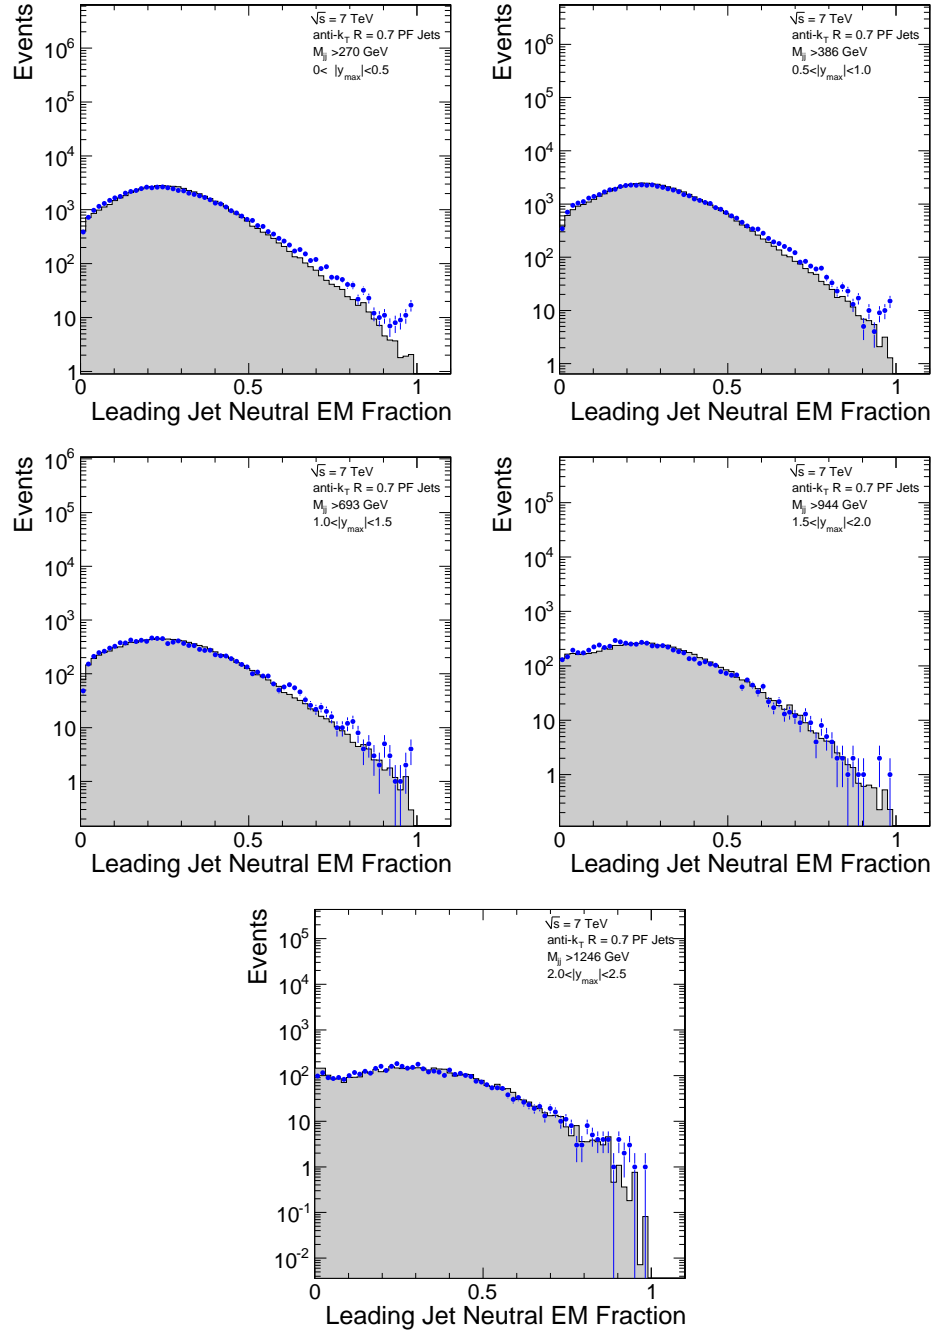 Events
√s = 7 TeV
anti-k_T R = 0.7 PF Jets
M_jj >270 GeV
0< |y_max|<0.5
10^6
10^5
10^4
10^3
10^2
10
1
0 0.5 1
Leading Jet Neutral EM Fraction
Events
√s = 7 TeV
anti-k_T R = 0.7 PF Jets
M_jj >386 GeV
0.5<|y_max|<1.0
10^6
10^5
10^4
10^3
10^2
10
1
0 0.5 1
Leading Jet Neutral EM Fraction
Events
√s = 7 TeV
anti-k_T R = 0.7 PF Jets
M_jj >693 GeV
1.0<|y_max|<1.5
10^6
10^5
10^4
10^3
10^2
10
1
0 0.5 1
Leading Jet Neutral EM Fraction
Events
√s = 7 TeV
anti-k_T R = 0.7 PF Jets
M_jj >944 GeV
1.5<|y_max|<2.0
10^5
10^4
10^3
10^2
10
1
0 0.5 1
Leading Jet Neutral EM Fraction
Events
√s = 7 TeV
anti-k_T R = 0.7 PF Jets
M_jj >1246 GeV
2.0<|y_max|<2.5
10^5
10^4
10^3
10^2
10
1
10^-1
10^-2
0 0.5 1
Leading Jet Neutral EM Fraction